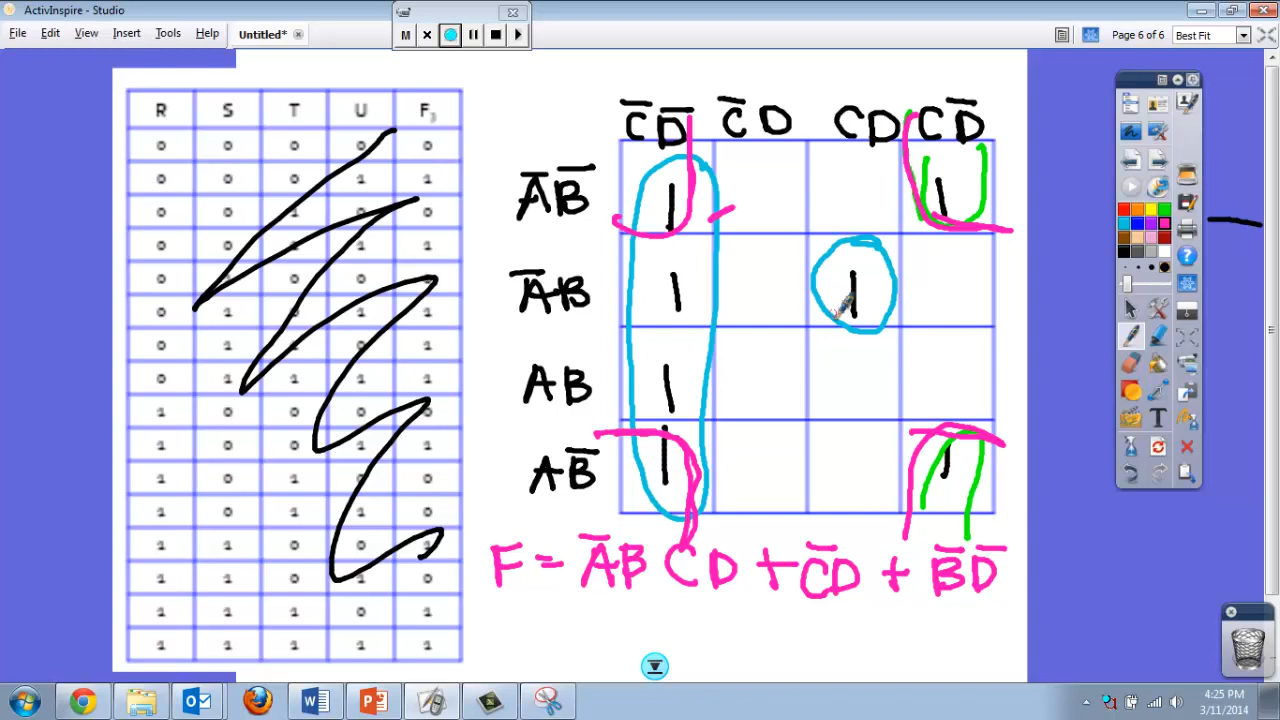 ActivInspire - Studio
File Edit View Insert Tools Help Untitled*
M
Page 6 of 6 Best Fit
R S T U F
0 0 0 0 0
0 0 0 1 1
0 0 1 0 0
0 0 1 1 0
0 1 0 0 0
0 1 0 1 1
0 1 1 0 1
0 1 1 1 1
1 0 0 0 0
1 0 0 1 0
1 0 1 0 0
1 0 1 1 0
1 1 0 0 1
1 1 0 1 0
1 1 1 0 1
1 1 1 1 1
C̅D̅ C̅D CD CD̅
A̅B̅ 1 1
A̅B 1 1
AB 1
AB̅ 1 1
F = A̅BCD + C̅D + B̅D̅
4:25 PM
3/11/2014